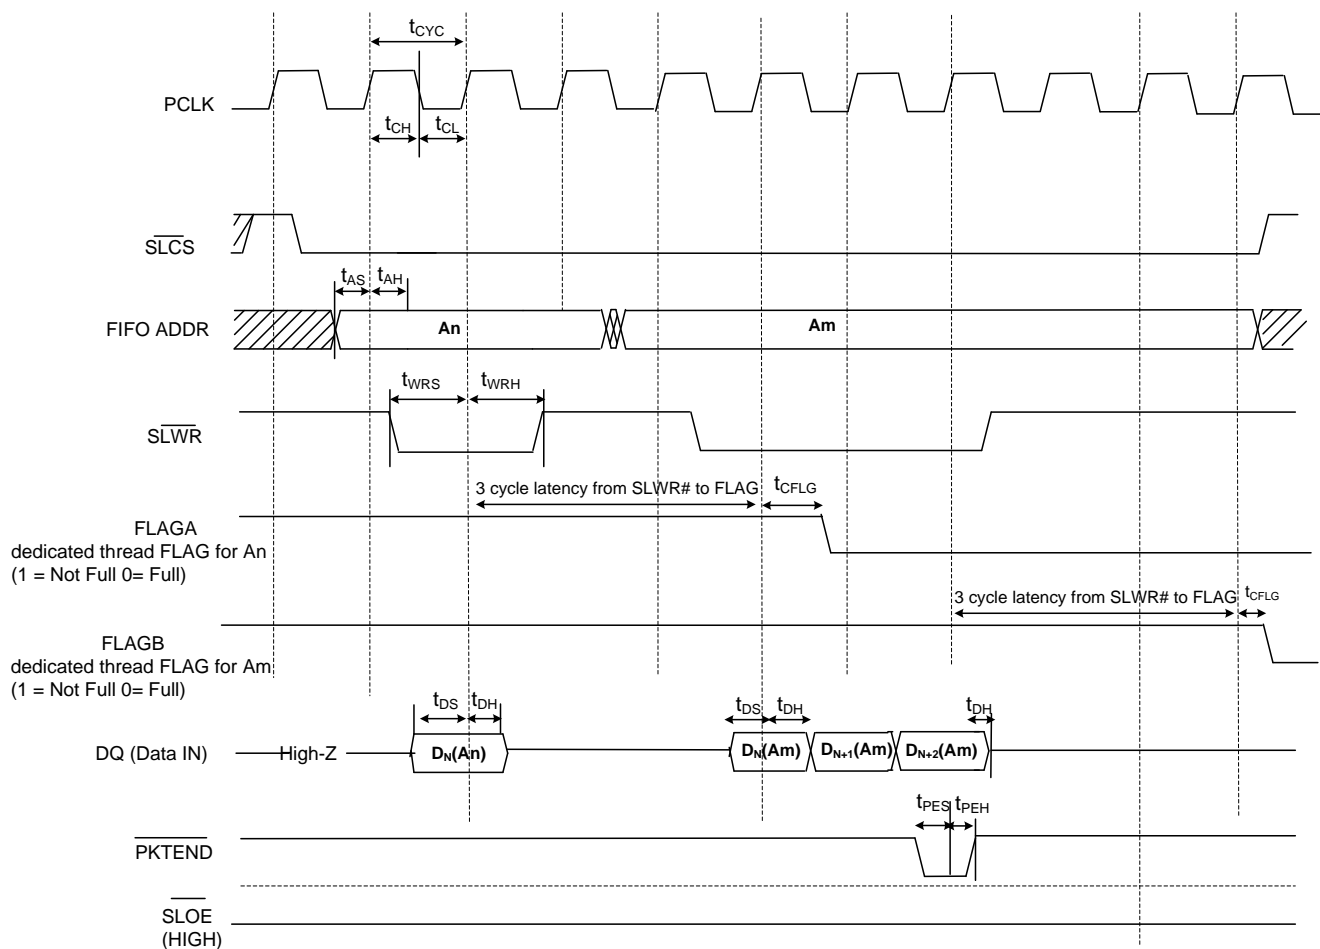 tCYC
PCLK
tCH
tCL
SLCS
tAS
tAH
FIFO ADDR
An
Am
tWRS
tWRH
SLWR
3 cycle latency from SLWR# to FLAG
tCFLG
FLAGA
dedicated thread FLAG for An
(1 = Not Full 0= Full)
3 cycle latency from SLWR# to FLAG
tCFLG
FLAGB
dedicated thread FLAG for Am
(1 = Not Full 0= Full)
tDS
tDH
tDS
tDH
tDH
DQ (Data IN)
High-Z
DN(An)
DN(Am)
DN+1(Am)
DN+2(Am)
tPES
tPEH
PKTEND
SLOE
(HIGH)